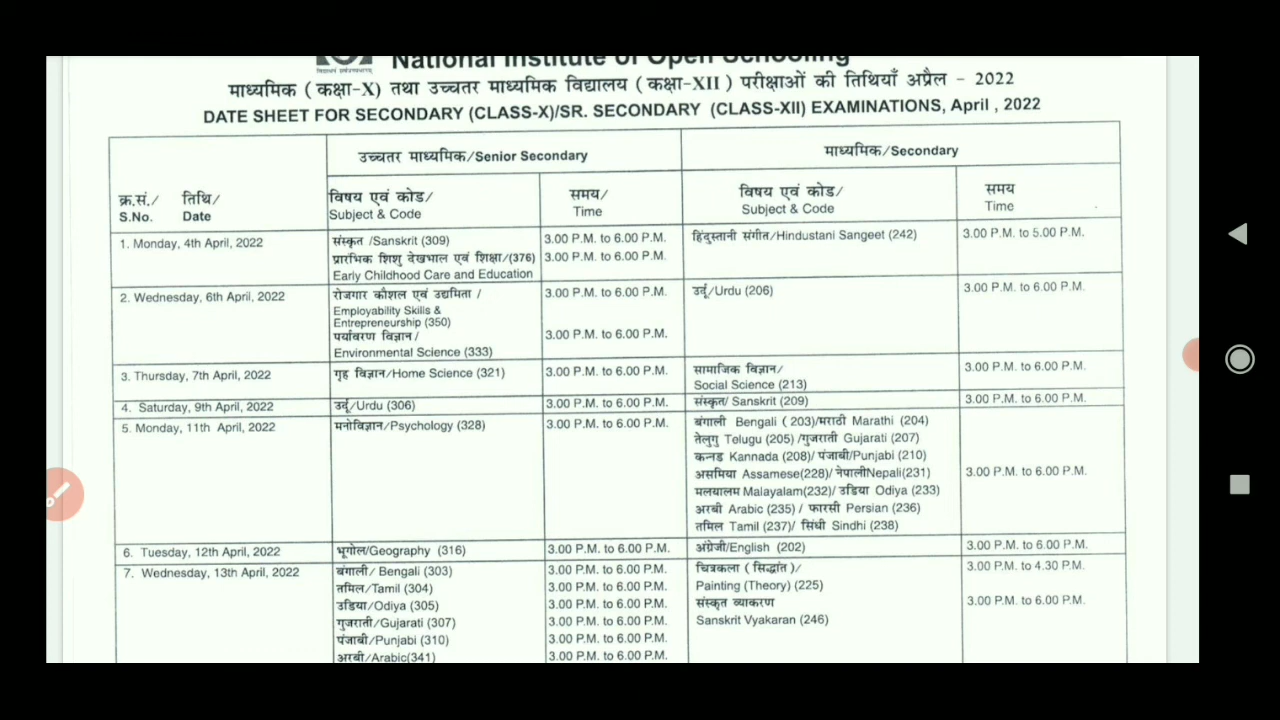 National Institute of Open Schooling
माध्यमिक ( कक्षा-X) तथा उच्चतर माध्यमिक विद्यालय ( कक्षा-XII ) परीक्षाओं की तिथियाँ अप्रैल - 2022
DATE SHEET FOR SECONDARY (CLASS-X)/SR. SECONDARY (CLASS-XII) EXAMINATIONS, April , 2022
उच्चतर माध्यमिक/Senior Secondary
माध्यमिक/Secondary
क्र.सं./ तिथि/
S.No. Date
विषय एवं कोड/
Subject & Code
समय/
Time
विषय एवं कोड/
Subject & Code
समय
Time
1. Monday, 4th April, 2022
संस्कृत /Sanskrit (309)
3.00 P.M. to 6.00 P.M.
हिंदुस्तानी संगीत/Hindustani Sangeet (242)
3.00 P.M. to 5.00 P.M.
प्रारंभिक शिशु देखभाल एवं शिक्षा/(376)
3.00 P.M. to 6.00 P.M.
Early Childhood Care and Education
2. Wednesday, 6th April, 2022
रोजगार कौशल एवं उद्यमिता /
3.00 P.M. to 6.00 P.M.
उर्दू/Urdu (206)
3.00 P.M. to 6.00 P.M.
Employability Skills &
Entrepreneurship (350)
पर्यावरण विज्ञान/
3.00 P.M. to 6.00 P.M.
Environmental Science (333)
3. Thursday, 7th April, 2022
गृह विज्ञान/Home Science (321)
3.00 P.M. to 6.00 P.M.
सामाजिक विज्ञान/
3.00 P.M. to 6.00 P.M.
Social Science (213)
4. Saturday, 9th April, 2022
उर्दू/Urdu (306)
3.00 P.M. to 6.00 P.M.
संस्कृत/ Sanskrit (209)
3.00 P.M. to 6.00 P.M.
5. Monday, 11th April, 2022
मनोविज्ञान/Psychology (328)
3.00 P.M. to 6.00 P.M.
बंगाली Bengali ( 203)/मराठी Marathi (204)
तेलुगु Telugu (205) /गुजराती Gujarati (207)
कन्नड Kannada (208)/ पंजाबी/Punjabi (210)
असमिया Assamese(228)/ नेपालीNepali(231)
3.00 P.M. to 6.00 P.M.
मलयालम Malayalam(232)/ उडिया Odiya (233)
अरबी Arabic (235) / फारसी Persian (236)
तमिल Tamil (237)/ सिंधी Sindhi (238)
6. Tuesday, 12th April, 2022
भूगोल/Geography (316)
3.00 P.M. to 6.00 P.M.
अंग्रेजी/English (202)
3.00 P.M. to 6.00 P.M.
7. Wednesday, 13th April, 2022
बंगाली/ Bengali (303)
3.00 P.M. to 6.00 P.M.
चित्रकला ( सिद्धांत )/
3.00 P.M. to 4.30 P.M.
तमिल/Tamil (304)
3.00 P.M. to 6.00 P.M.
Painting (Theory) (225)
उडिया/Odiya (305)
3.00 P.M. to 6.00 P.M.
संस्कृत व्याकरण
3.00 P.M. to 6.00 P.M.
गुजराती/Gujarati (307)
3.00 P.M. to 6.00 P.M.
Sanskrit Vyakaran (246)
पंजाबी/Punjabi (310)
3.00 P.M. to 6.00 P.M.
अरबी/Arabic(341)
3.00 P.M. to 6.00 P.M.